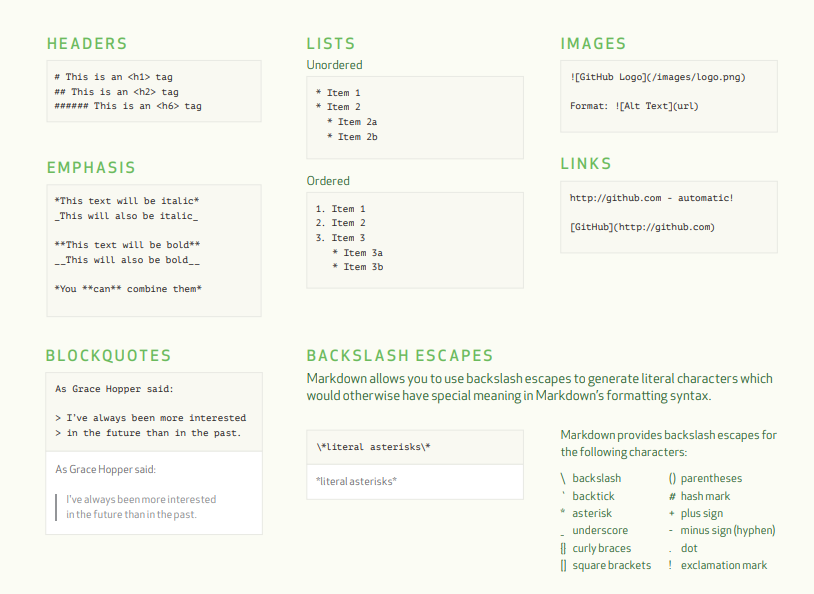 HEADERS
# This is an <h1> tag
## This is an <h2> tag
###### This is an <h6> tag
EMPHASIS
*This text will be italic*
_This will also be italic_
**This text will be bold**
__This will also be bold__
*You **can** combine them*
LISTS
Unordered
* Item 1
* Item 2
  * Item 2a
  * Item 2b
Ordered
1. Item 1
2. Item 2
3. Item 3
   * Item 3a
   * Item 3b
IMAGES
![GitHub Logo](/images/logo.png)
Format: ![Alt Text](url)
LINKS
http://github.com - automatic!
[GitHub](http://github.com)
BLOCKQUOTES
As Grace Hopper said:
> I've always been more interested
> in the future than in the past.
As Grace Hopper said:
I've always been more interested
in the future than in the past.
BACKSLASH ESCAPES
Markdown allows you to use backslash escapes to generate literal characters which
would otherwise have special meaning in Markdown's formatting syntax.
\*literal asterisks\*
*literal asterisks*
Markdown provides backslash escapes for
the following characters:
\ backslash
` backtick
* asterisk
_ underscore
{} curly braces
[] square brackets
() parentheses
# hash mark
+ plus sign
- minus sign (hyphen)
. dot
! exclamation mark